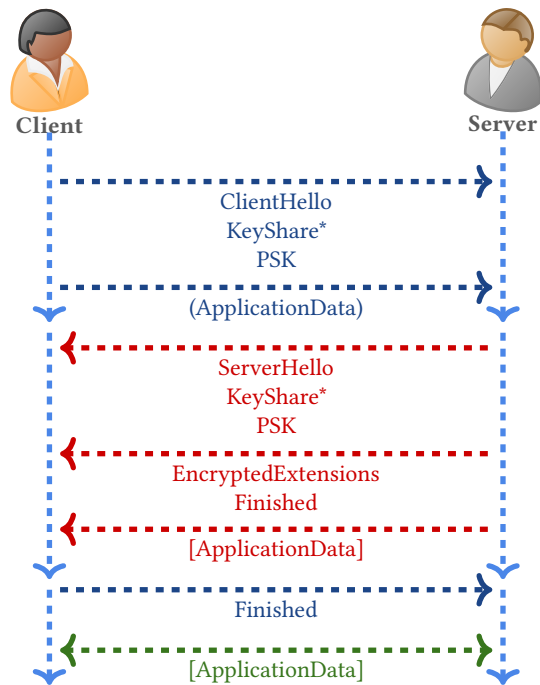 Client
Server
ClientHello
KeyShare*
PSK
(ApplicationData)
ServerHello
KeyShare*
PSK
EncryptedExtensions
Finished
[ApplicationData]
Finished
[ApplicationData]